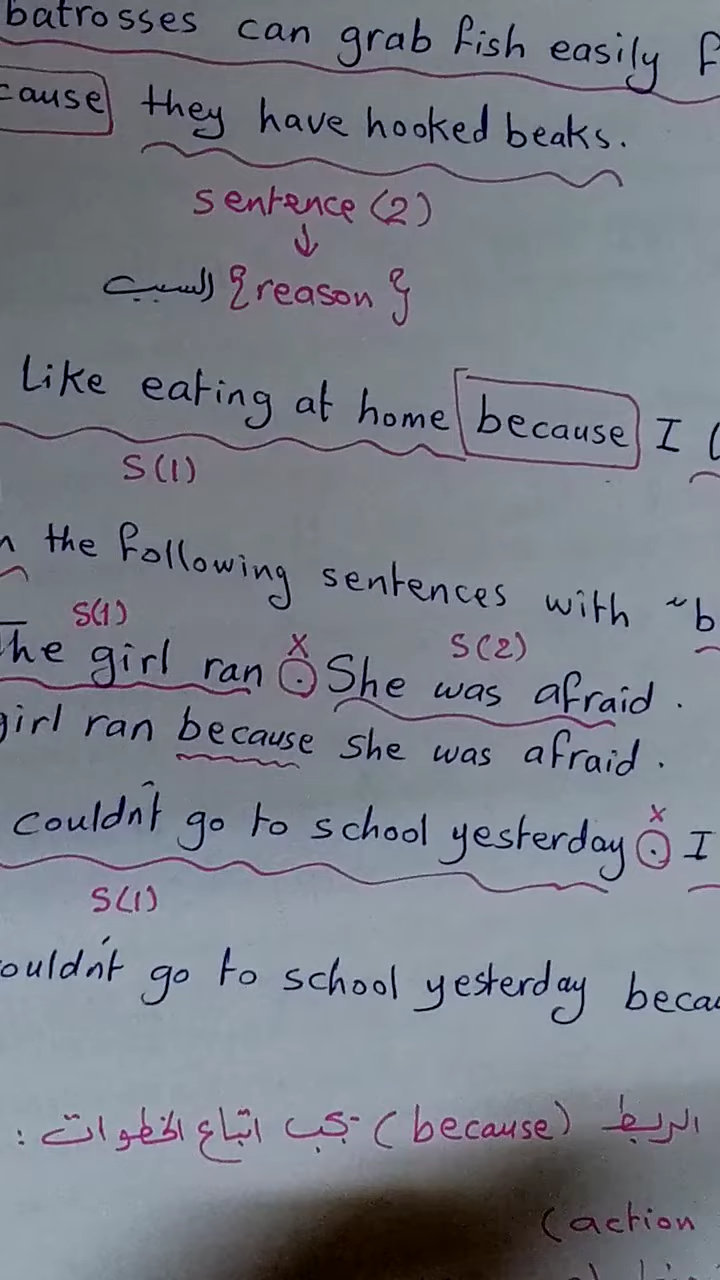 batrosses can grab fish easily f
cause they have hooked beaks.
sentence (2)
↓
السبب {reason}
Like eating at home because I
S(1)
the following sentences with "b
S(1) S(2)
he girl ran . She was afraid .
girl ran because she was afraid .
couldn't go to school yesterday . I
S(1)
ouldn't go to school yesterday beca
الربط (because) يجب اتباع الخطوات :
(action